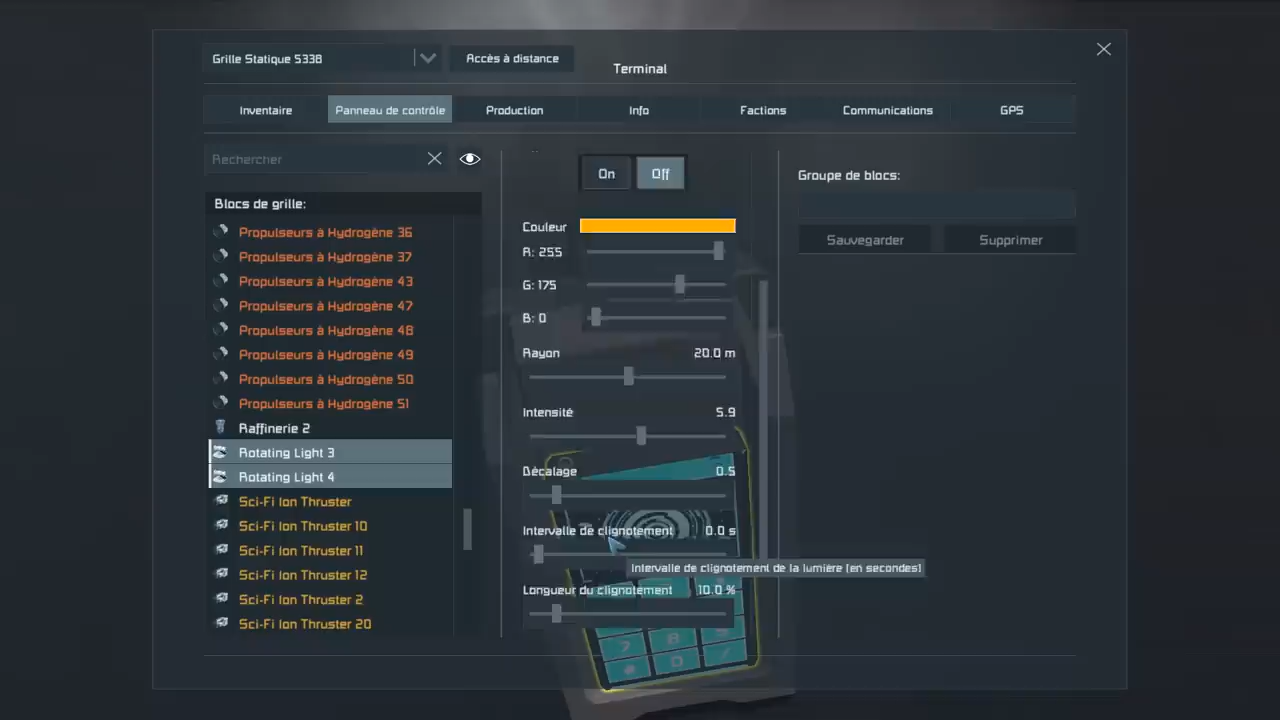 Grille Statique 5338
Accès à distance
Terminal
Inventaire
Panneau de contrôle
Production
Info
Factions
Communications
GPS
Rechercher
Blocs de grille:
Propulseurs à Hydrogène 36
Propulseurs à Hydrogène 37
Propulseurs à Hydrogène 43
Propulseurs à Hydrogène 47
Propulseurs à Hydrogène 48
Propulseurs à Hydrogène 49
Propulseurs à Hydrogène 50
Propulseurs à Hydrogène 51
Raffinerie 2
Rotating Light 3
Rotating Light 4
Sci-Fi Ion Thruster
Sci-Fi Ion Thruster 10
Sci-Fi Ion Thruster 11
Sci-Fi Ion Thruster 12
Sci-Fi Ion Thruster 2
Sci-Fi Ion Thruster 20
On Off
Couleur
R: 255
G: 175
B: 0
Rayon 20.0 m
Intensité 5.9
Décalage 0.5
Intervalle de clignotement 0.0 s
Intervalle de clignotement de la lumière (en secondes)
Longueur du clignotement 10.0 %
7 8
0
Groupe de blocs:
Sauvegarder
Supprimer